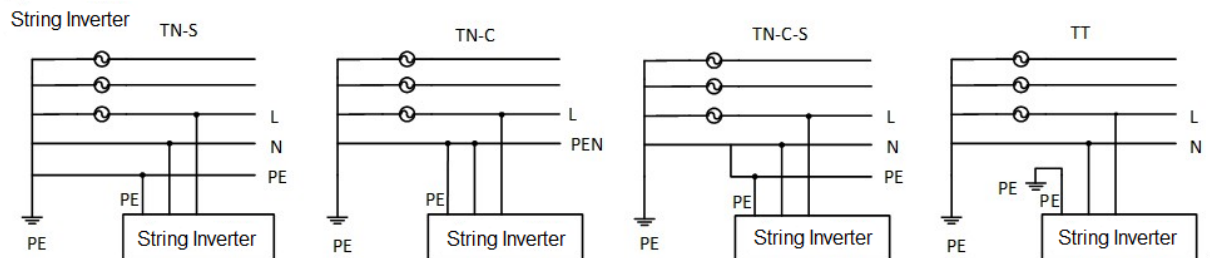 String Inverter
TN-S
L
N
PE
PE
PE
String Inverter
TN-C
L
PEN
PE
PE
String Inverter
TN-C-S
L
N
PE
PE
PE
String Inverter
TT
L
N
PE
PE
PE
String Inverter